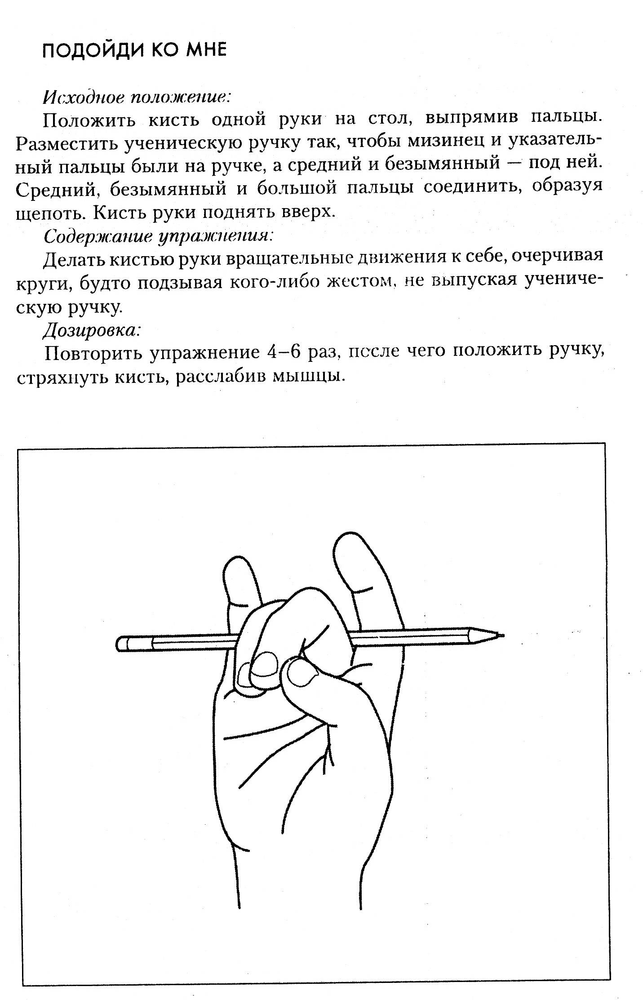 ПОДОЙДИ КО МНЕ
Исходное положение:
Положить кисть одной руки на стол, выпрямив пальцы.
Разместить ученическую ручку так, чтобы мизинец и указатель-
ный пальцы были на ручке, а средний и безымянный — под ней.
Средний, безымянный и большой пальцы соединить, образуя
щепоть. Кисть руки поднять вверх.
Содержание упражнения:
Делать кистью руки вращательные движения к себе, очерчивая
круги, будто подзывая кого-либо жестом, не выпуская учениче-
скую ручку.
Дозировка:
Повторить упражнение 4–6 раз, после чего положить ручку,
стряхнуть кисть, расслабив мышцы.